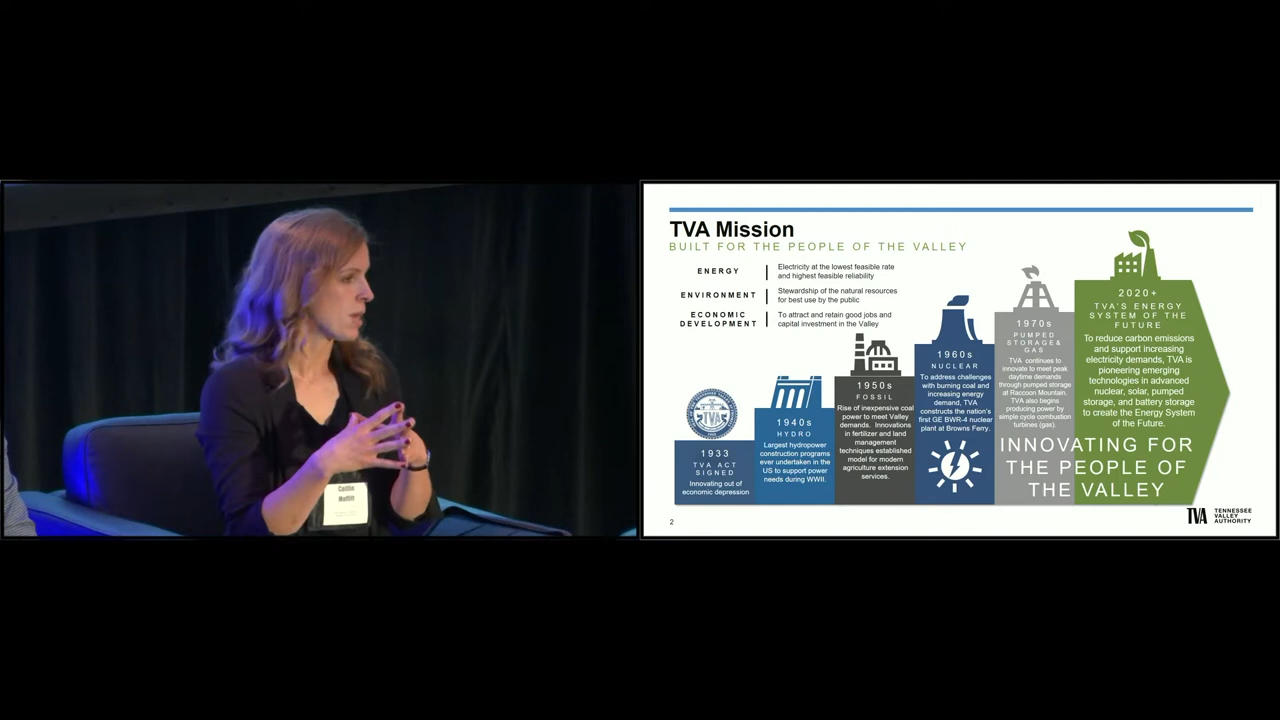 Caitlin
Moffitt
TVA Mission
BUILT FOR THE PEOPLE OF THE VALLEY
ENERGY
Electricity at the lowest feasible rate
and highest feasible reliability
ENVIRONMENT
Stewardship of the natural resources
for best use by the public
ECONOMIC
DEVELOPMENT
To attract and retain good jobs and
capital investment in the Valley
TVA
1933
TVA ACT
SIGNED
Innovating out of
economic depression
1940s
HYDRO
Largest hydropower
construction programs
ever undertaken in the
US to support power
needs during WWII.
1950s
FOSSIL
Rise of inexpensive coal
power to meet Valley
demands. Innovations
in fertilizer and land
management
techniques established
model for modern
agriculture extension
services.
1960s
NUCLEAR
To address challenges
with burning coal and
increasing energy
demand, TVA
constructs the nation's
first GE BWR-4 nuclear
plant at Browns Ferry.
1970s
PUMPED
STORAGE &
GAS
TVA continues to
innovate to meet peak
daytime demands
through pumped storage
at Raccoon Mountain.
TVA also begins
producing power by
simple cycle combustion
turbines (gas).
2020+
TVA'S ENERGY
SYSTEM OF THE
FUTURE
To reduce carbon emissions
and support increasing
electricity demands, TVA is
pioneering emerging
technologies in advanced
nuclear, solar, pumped
storage, and battery storage
to create the Energy System
of the Future.
INNOVATING FOR
THE PEOPLE OF
THE VALLEY
2
TVA
TENNESSEE
VALLEY
AUTHORITY